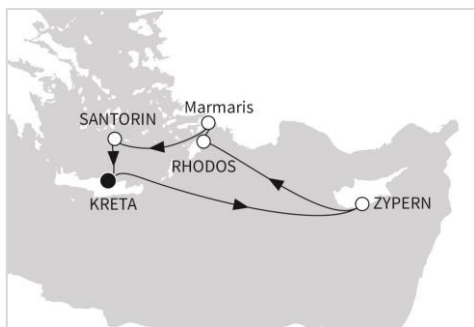 Marmaris
SANTORIN
RHODOS
KRETA
ZYPERN